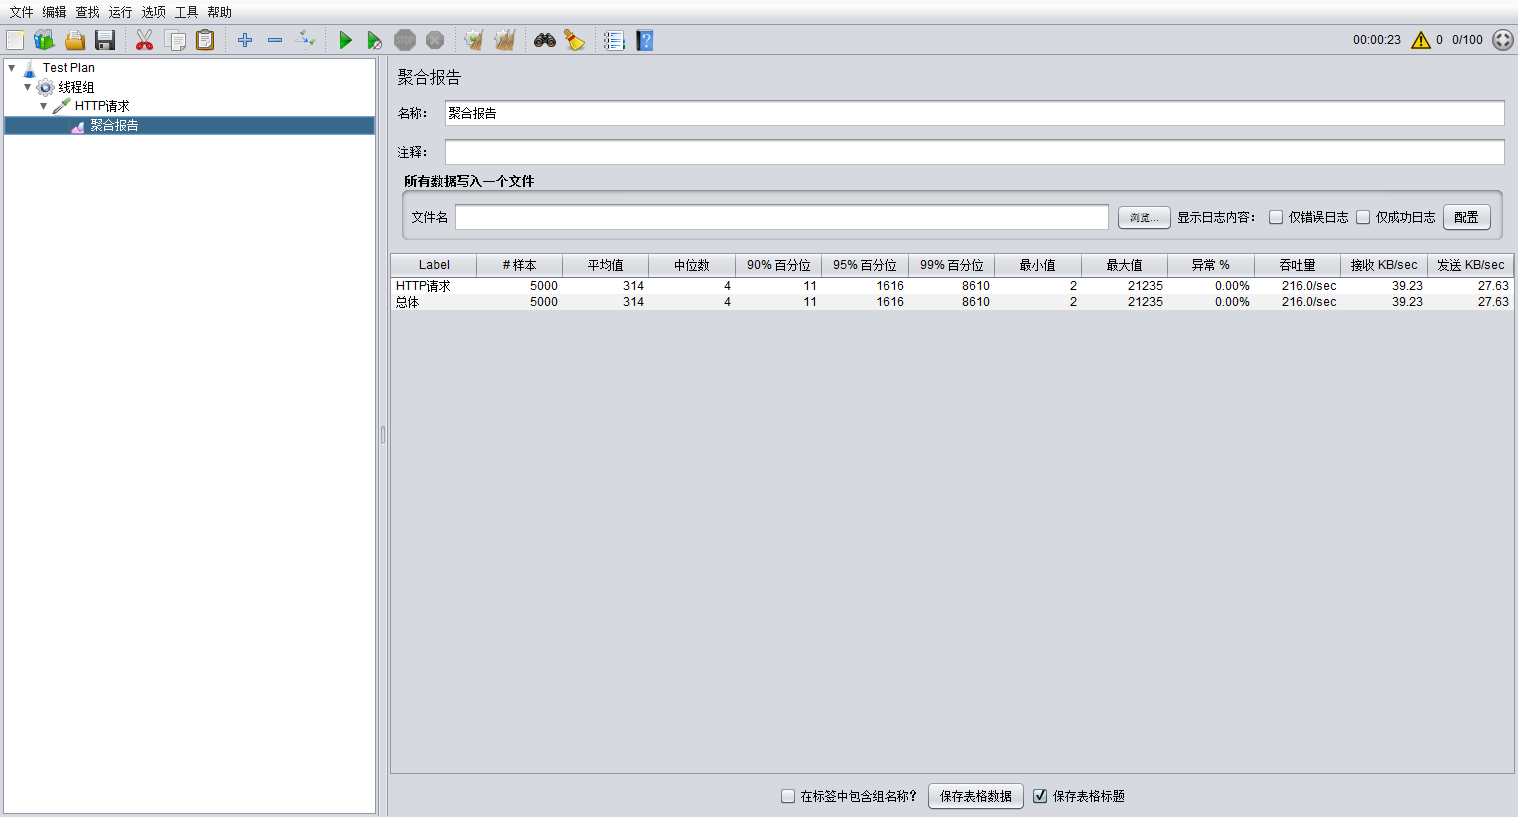 文件 编辑 查找 运行 选项 工具 帮助
STOP
00:00:23 0 0/100
Test Plan
线程组
HTTP请求
聚合报告
聚合报告
名称： 聚合报告
注释：
所有数据写入一个文件
文件名 浏览... 显示日志内容： 仅错误日志 仅成功日志 配置
Label # 样本 平均值 中位数 90% 百分位 95% 百分位 99% 百分位 最小值 最大值 异常 % 吞吐量 接收 KB/sec 发送 KB/sec
HTTP请求 5000 314 4 11 1616 8610 2 21235 0.00% 216.0/sec 39.23 27.63
总体 5000 314 4 11 1616 8610 2 21235 0.00% 216.0/sec 39.23 27.63
在标签中包含组名称？ 保存表格数据 保存表格标题